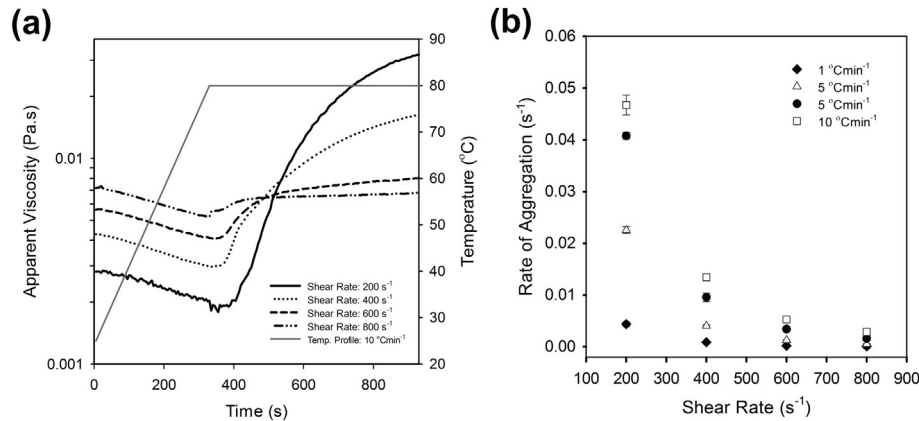 (a)
Apparent Viscosity (Pa.s)
0.01
0.001
90
80
70
60
50
40
30
20
Temperature (°C)
Shear Rate: 200 s-1
Shear Rate: 400 s-1
Shear Rate: 600 s-1
Shear Rate: 800 s-1
Temp. Profile: 10 °Cmin-1
0 200 400 600 800
Time (s)
(b)
Rate of Aggregation (s-1)
0.06
0.05
0.04
0.03
0.02
0.01
0.00
1 °Cmin-1
5 °Cmin-1
5 °Cmin-1
10 °Cmin-1
100 200 300 400 500 600 700 800 900
Shear Rate (s-1)